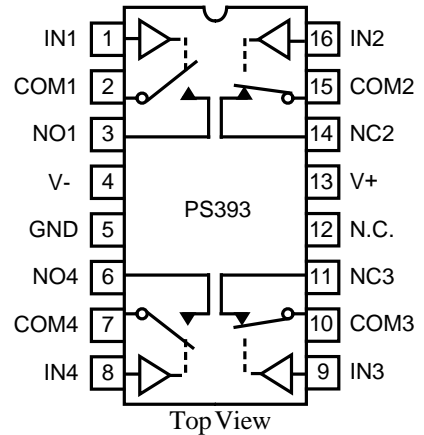 IN1 1 16 IN2
COM1 2 15 COM2
NO1 3 14 NC2
V- 4 13 V+
PS393
GND 5 12 N.C.
NO4 6 11 NC3
COM4 7 10 COM3
IN4 8 9 IN3
Top View